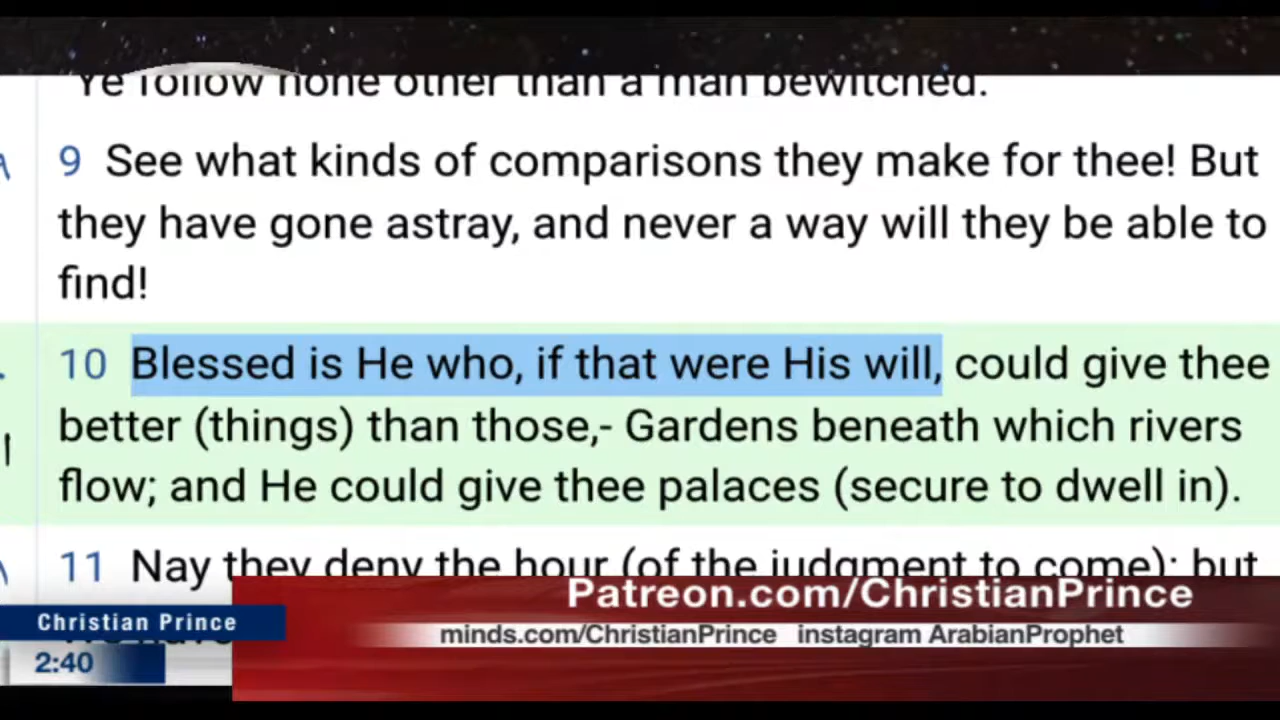 Ye follow none other than a man bewitched.
9 See what kinds of comparisons they make for thee! But
they have gone astray, and never a way will they be able to
find!
10 Blessed is He who, if that were His will, could give thee
better (things) than those,- Gardens beneath which rivers
flow; and He could give thee palaces (secure to dwell in).
11 Nay they deny the hour (of the judgment to come): but
Patreon.com/ChristianPrince
Christian Prince
minds.com/ChristianPrince instagram ArabianProphet
2:40